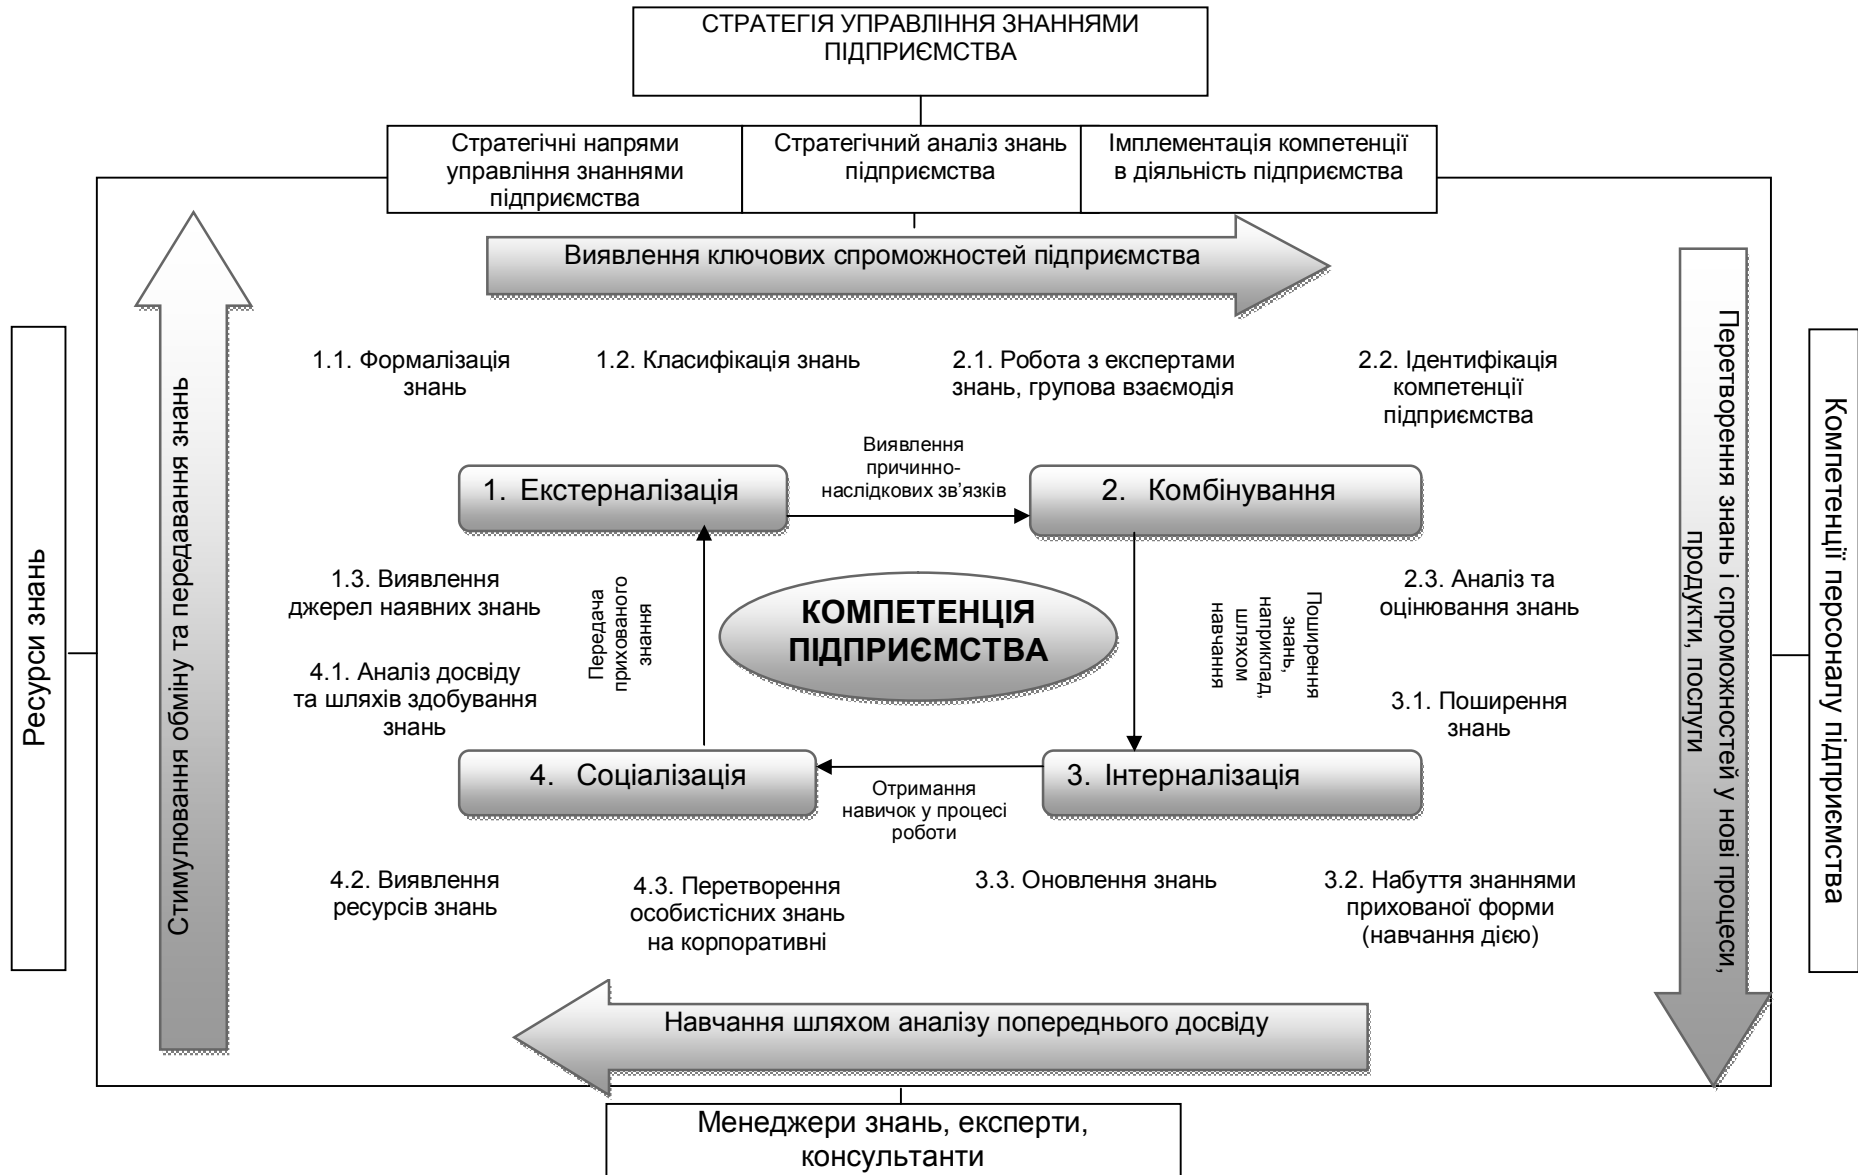 СТРАТЕГІЯ УПРАВЛІННЯ ЗНАННЯМИ
ПІДПРИЄМСТВА
Стратегічні напрями
управління знаннями
підприємства
Стратегічний аналіз знань
підприємства
Імплементація компетенції
в діяльність підприємства
Виявлення ключових спроможностей підприємства
Ресурси знань
Стимулювання обміну та передавання знань
1.1. Формалізація
знань
1.2. Класифікація знань
2.1. Робота з експертами
знань, групова взаємодія
2.2. Ідентифікація
компетенції
підприємства
Виявлення
причинно-
наслідкових зв’язків
1. Екстерналізація
2. Комбінування
1.3. Виявлення
джерел наявних знань
4.1. Аналіз досвіду
та шляхів здобування
знань
Передача
прихованого
знання
КОМПЕТЕНЦІЯ
ПІДПРИЄМСТВА
Поширення
знань,
наприклад,
шляхом
навчання
2.3. Аналіз та
оцінювання знань
3.1. Поширення
знань
4. Соціалізація
3. Інтерналізація
Отримання
навичок у процесі
роботи
4.2. Виявлення
ресурсів знань
4.3. Перетворення
особистісних знань
на корпоративні
3.3. Оновлення знань
3.2. Набуття знаннями
прихованої форми
(навчання дією)
Перетворення знань і спроможностей у нові процеси,
продукти, послуги
Компетенції персоналу підприємства
Навчання шляхом аналізу попереднього досвіду
Менеджери знань, експерти,
консультанти